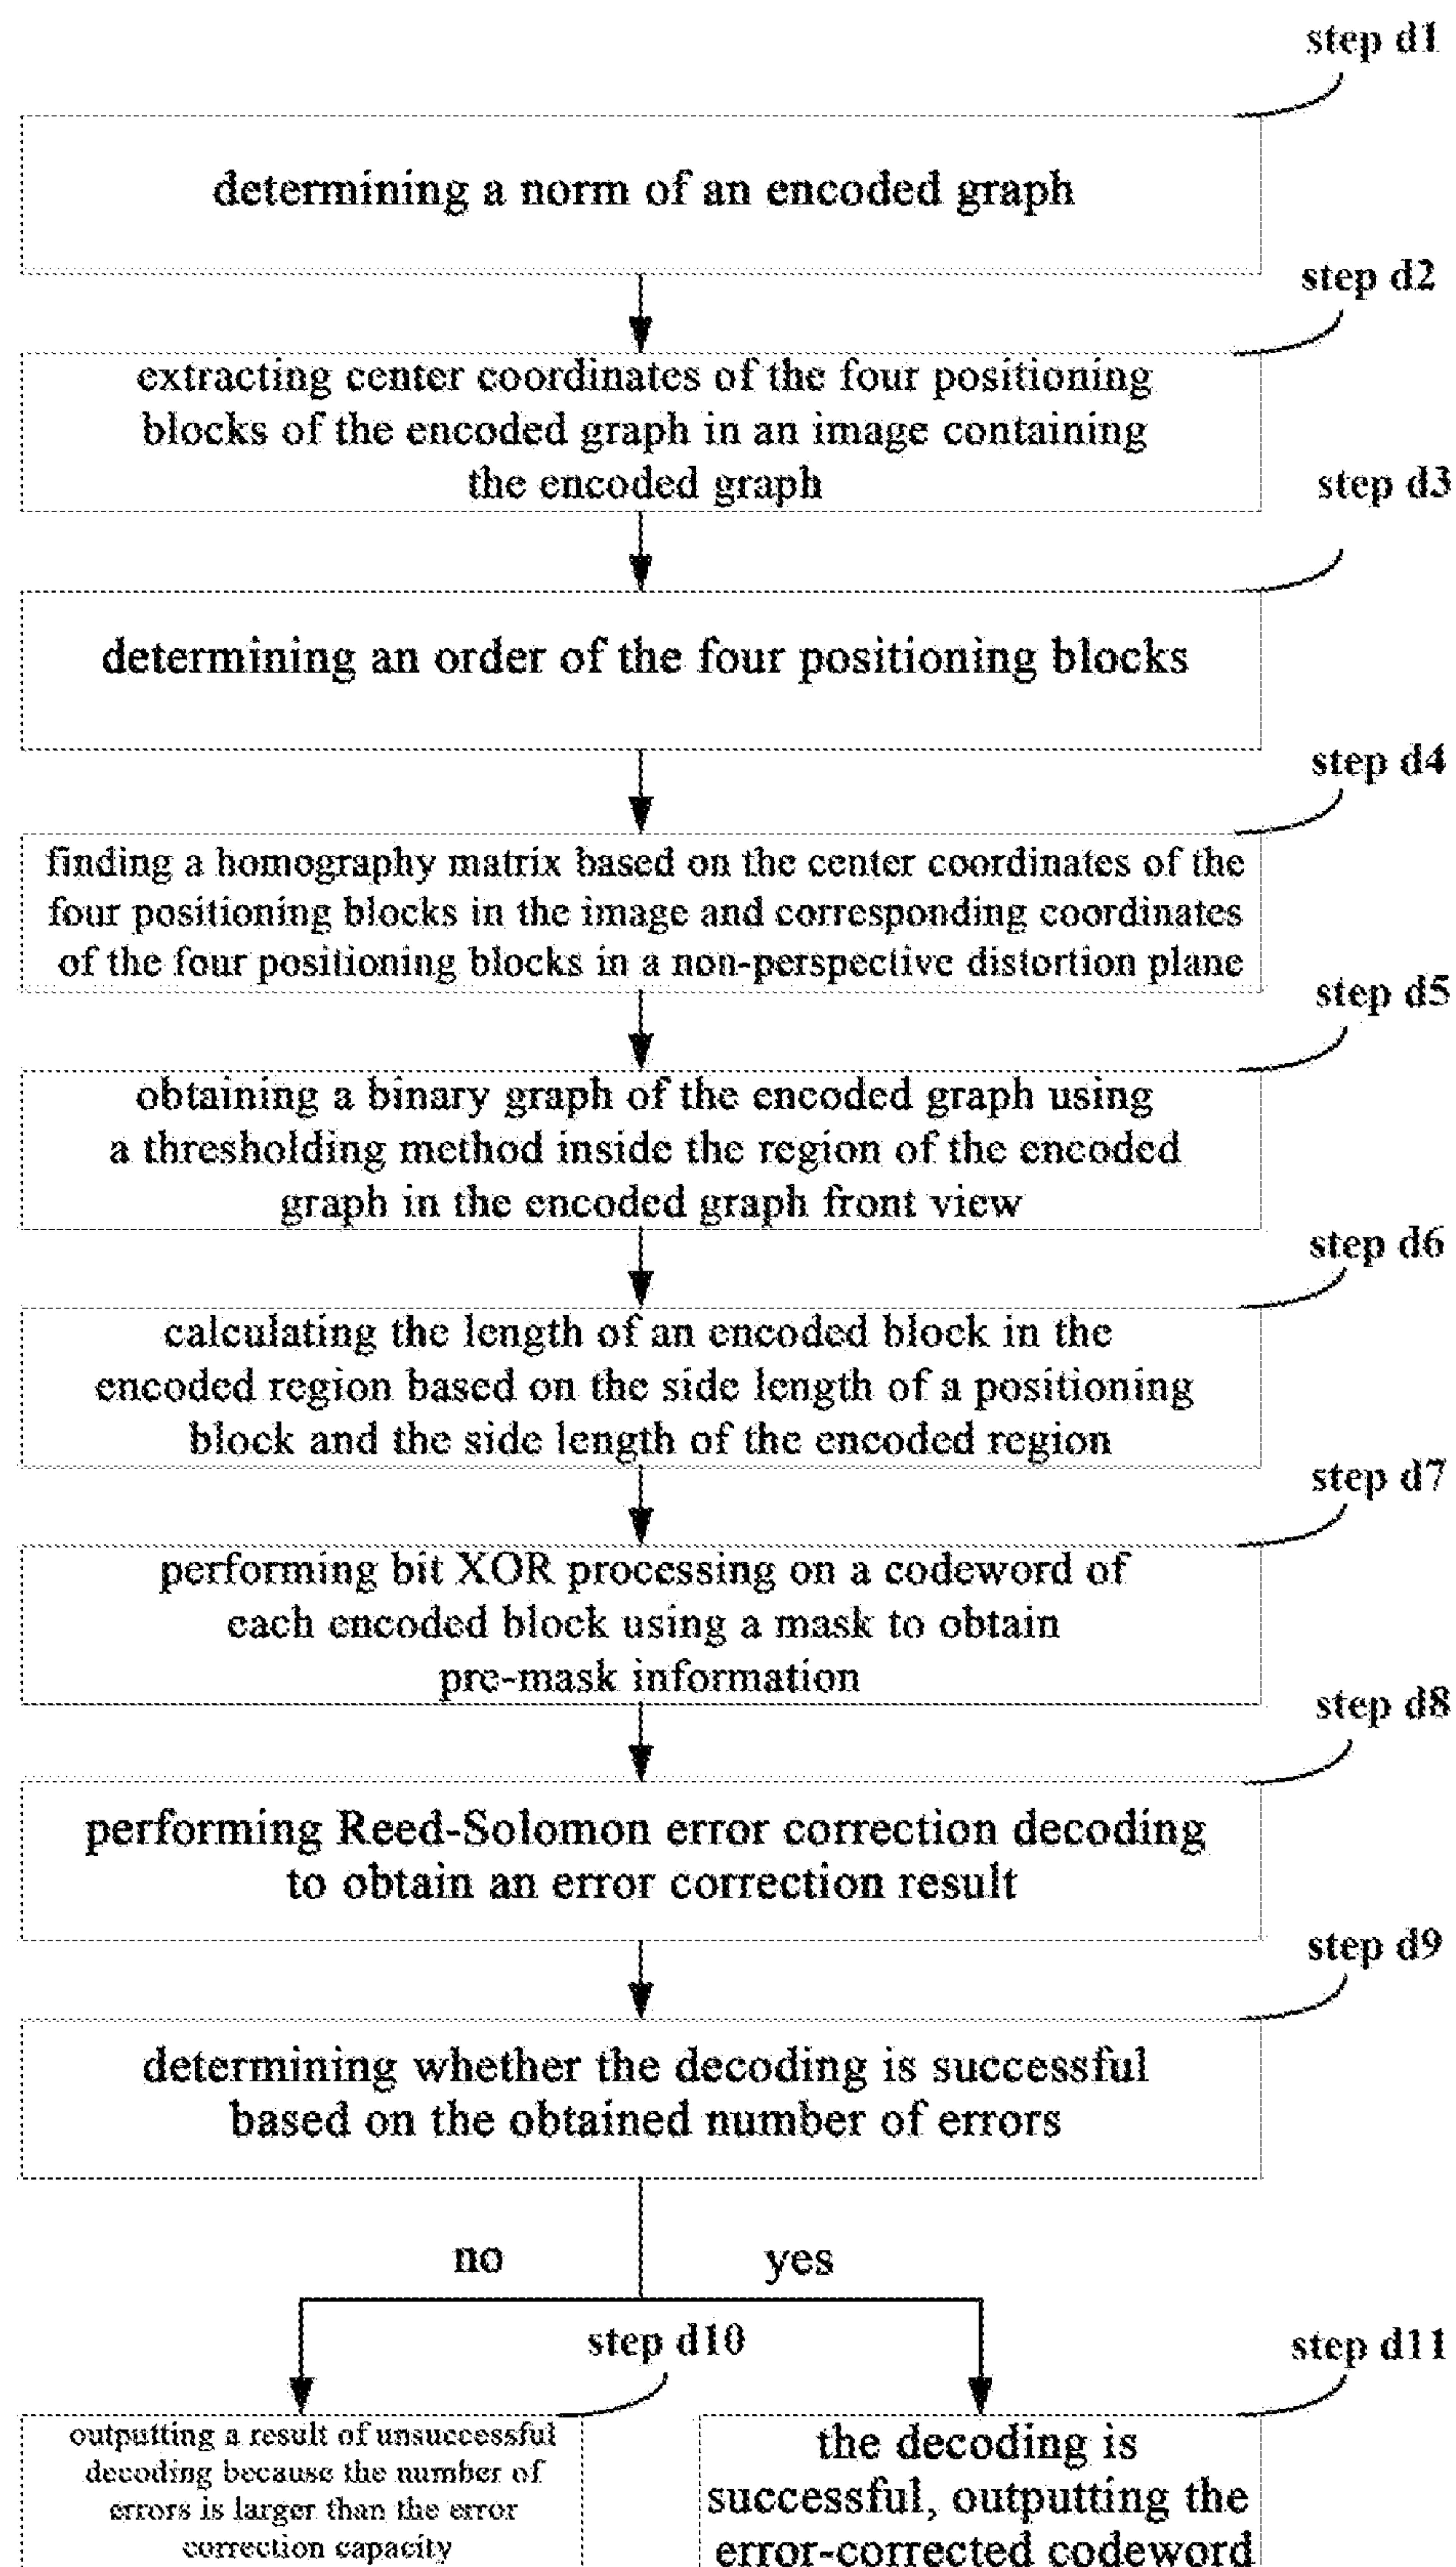 step d1
determining a norm of an encoded graph
step d2
extracting center coordinates of the four positioning
blocks of the encoded graph in an image containing
the encoded graph
step d3
determining an order of the four positioning blocks
step d4
finding a homography matrix based on the center coordinates of the
four positioning blocks in the image and corresponding coordinates
of the four positioning blocks in a non-perspective distortion plane
step d5
obtaining a binary graph of the encoded graph using
a thresholding method inside the region of the encoded
graph in the encoded graph front view
step d6
calculating the length of an encoded block in the
encoded region based on the side length of a positioning
block and the side length of the encoded region
step d7
performing bit XOR processing on a codeword of
each encoded block using a mask to obtain
pre-mask information
step d8
performing Reed-Solomon error correction decoding
to obtain an error correction result
step d9
determining whether the decoding is successful
based on the obtained number of errors
no
yes
step d10
outputting a result of unsuccessful
decoding because the number of
errors is larger than the error
correction capacity
step d11
the decoding is
successful, outputting the
error-corrected codeword